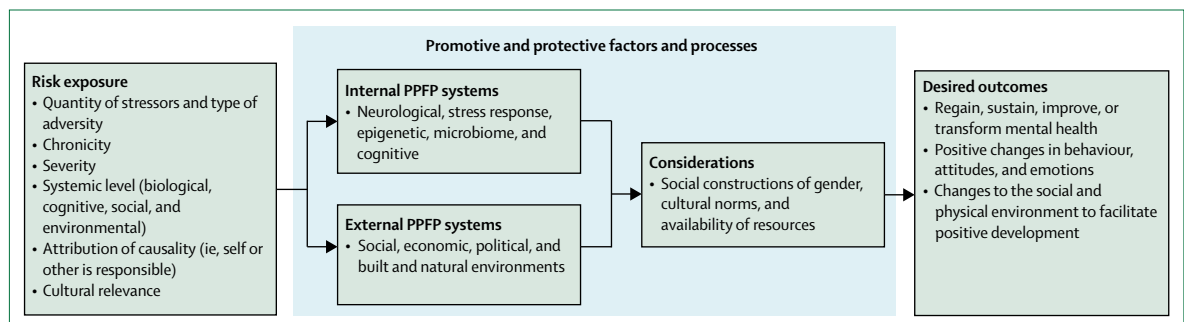 Promotive and protective factors and processes
Risk exposure
• Quantity of stressors and type of
adversity
• Chronicity
• Severity
• Systemic level (biological,
cognitive, social, and
environmental)
• Attribution of causality (ie, self or
other is responsible)
• Cultural relevance
Internal PPFP systems
• Neurological, stress response,
epigenetic, microbiome, and
cognitive
External PPFP systems
• Social, economic, political, and
built and natural environments
Considerations
• Social constructions of gender,
cultural norms, and
availability of resources
Desired outcomes
• Regain, sustain, improve, or
transform mental health
• Positive changes in behaviour,
attitudes, and emotions
• Changes to the social and
physical environment to facilitate
positive development